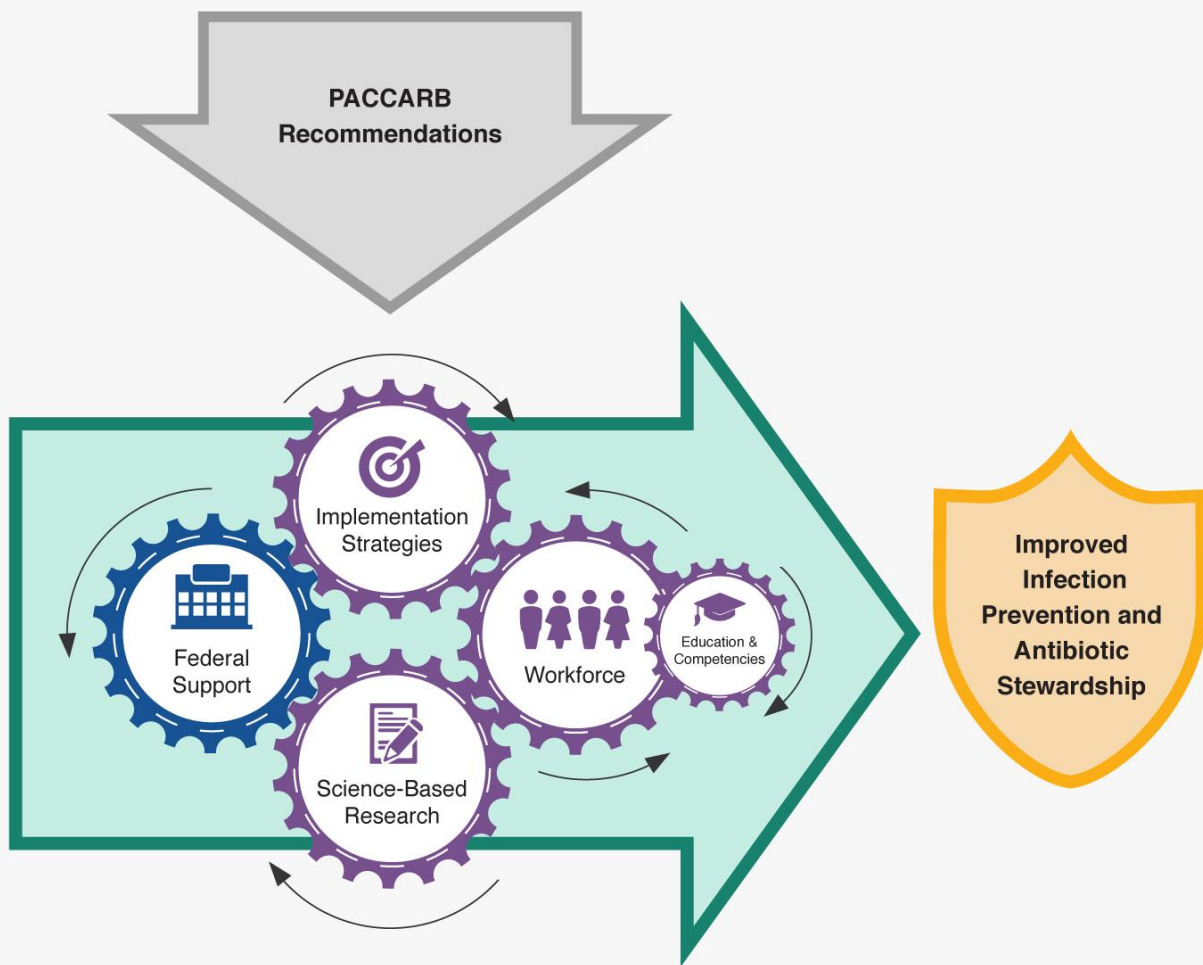 PACCARB
Recommendations
Implementation
Strategies
Federal
Support
Workforce
Education &
Competencies
Science-Based
Research
Improved
Infection
Prevention and
Antibiotic
Stewardship